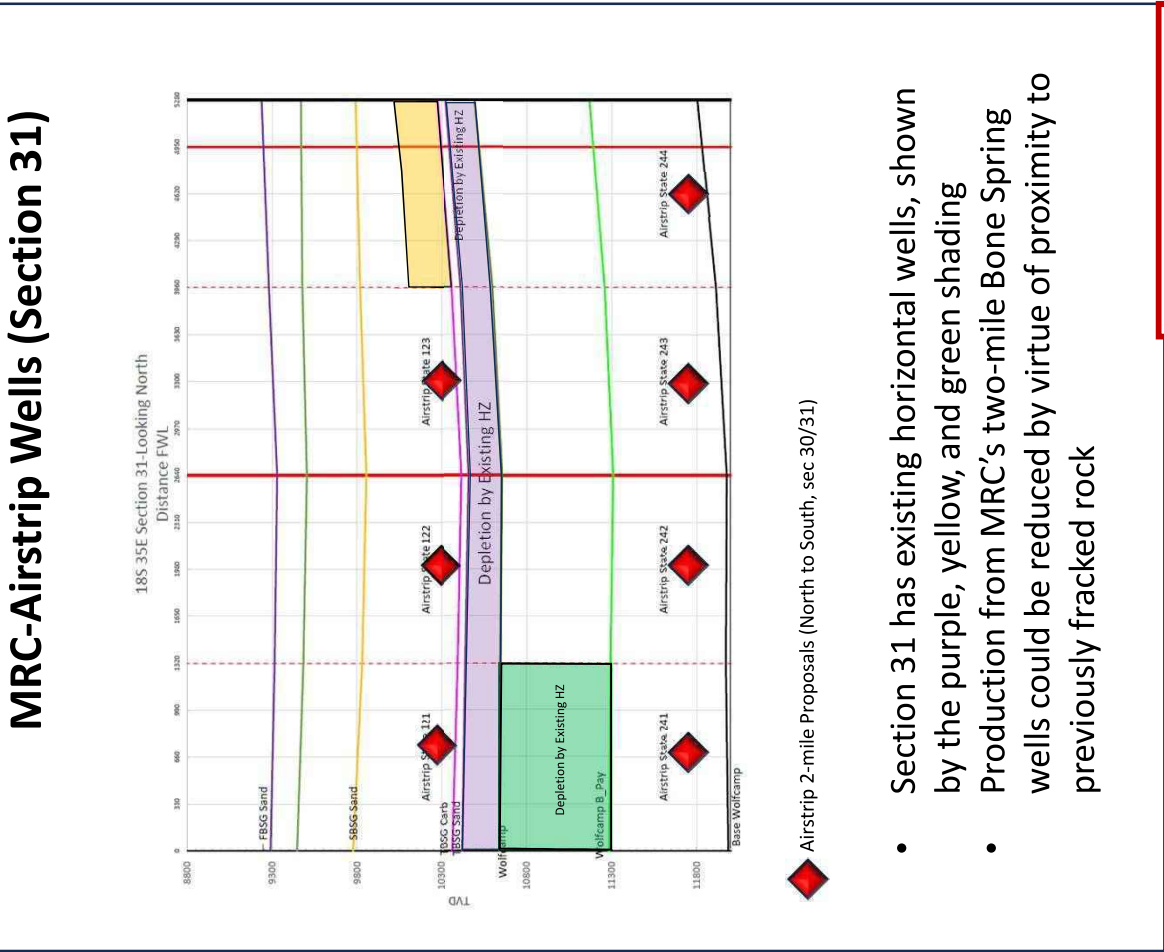 MRC-Airstrip Wells (Section 31)
18S 35E Section 31-Looking North
Distance FWL
0 330 660 990 1320 1650 1980 2310 2640 2970 3300 3630 3960 4290 4620 4950 5280
8800
FBSG Sand
9300
SBSG Sand
9800
Airstrip State 121
Airstrip State 122
Airstrip State 123
TBSG Carb
10300
TBSG Sand
TVD
Depletion by Existing HZ
Depletion by Existing HZ
Wolfcamp
10800
Depletion by Existing HZ
Wolfcamp B_Pay
11300
Airstrip State 241
Airstrip State 242
Airstrip State 243
Airstrip State 244
11800
Base Wolfcamp
Airstrip 2-mile Proposals (North to South, sec 30/31)
• Section 31 has existing horizontal wells, shown
by the purple, yellow, and green shading
• Production from MRC’s two-mile Bone Spring
wells could be reduced by virtue of proximity to
previously fracked rock